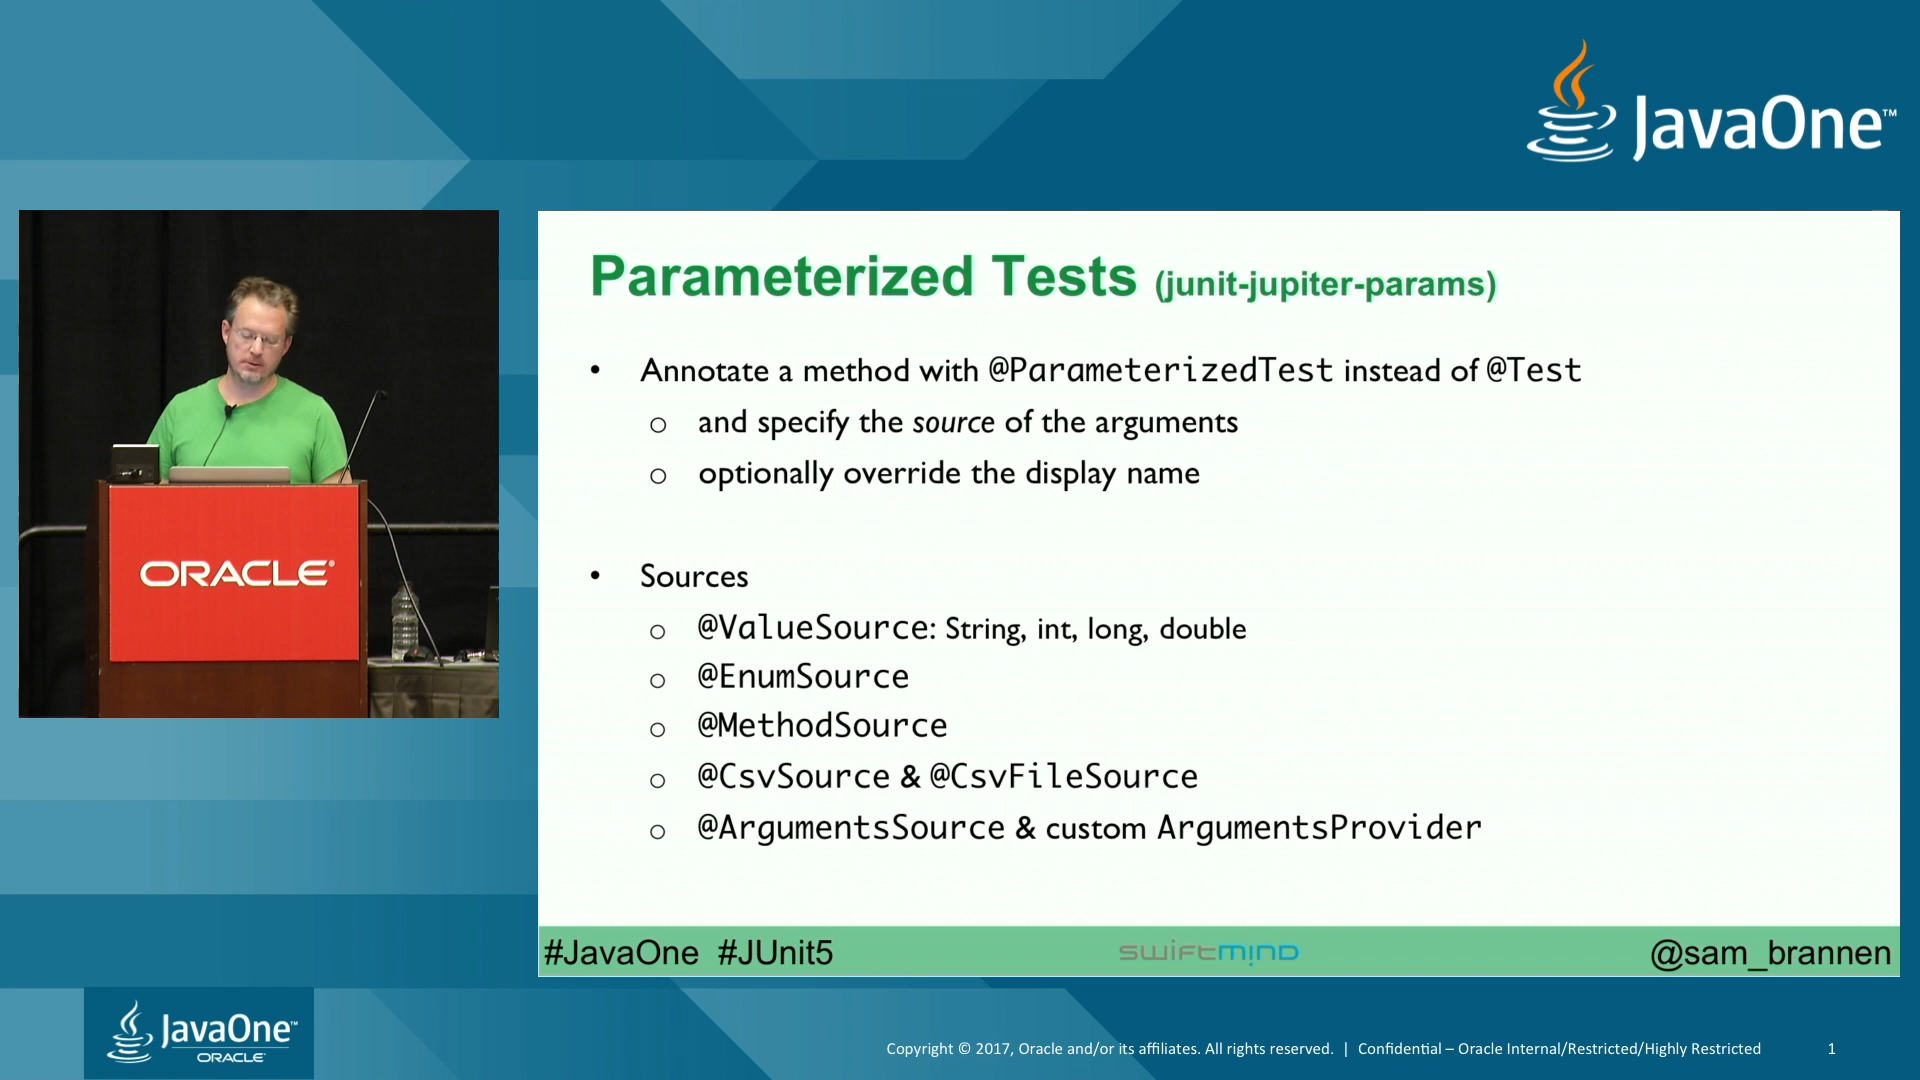 JavaOne™
Parameterized Tests (junit-jupiter-params)
• Annotate a method with @ParameterizedTest instead of @Test
o and specify the source of the arguments
o optionally override the display name
• Sources
o @ValueSource: String, int, long, double
o @EnumSource
o @MethodSource
o @CsvSource & @CsvFileSource
o @ArgumentsSource & custom ArgumentsProvider
ORACLE®
#JavaOne #JUnit5 swiftmind @sam_brannen
JavaOne™
ORACLE®
Copyright © 2017, Oracle and/or its affiliates. All rights reserved. | Confidential – Oracle Internal/Restricted/Highly Restricted 1